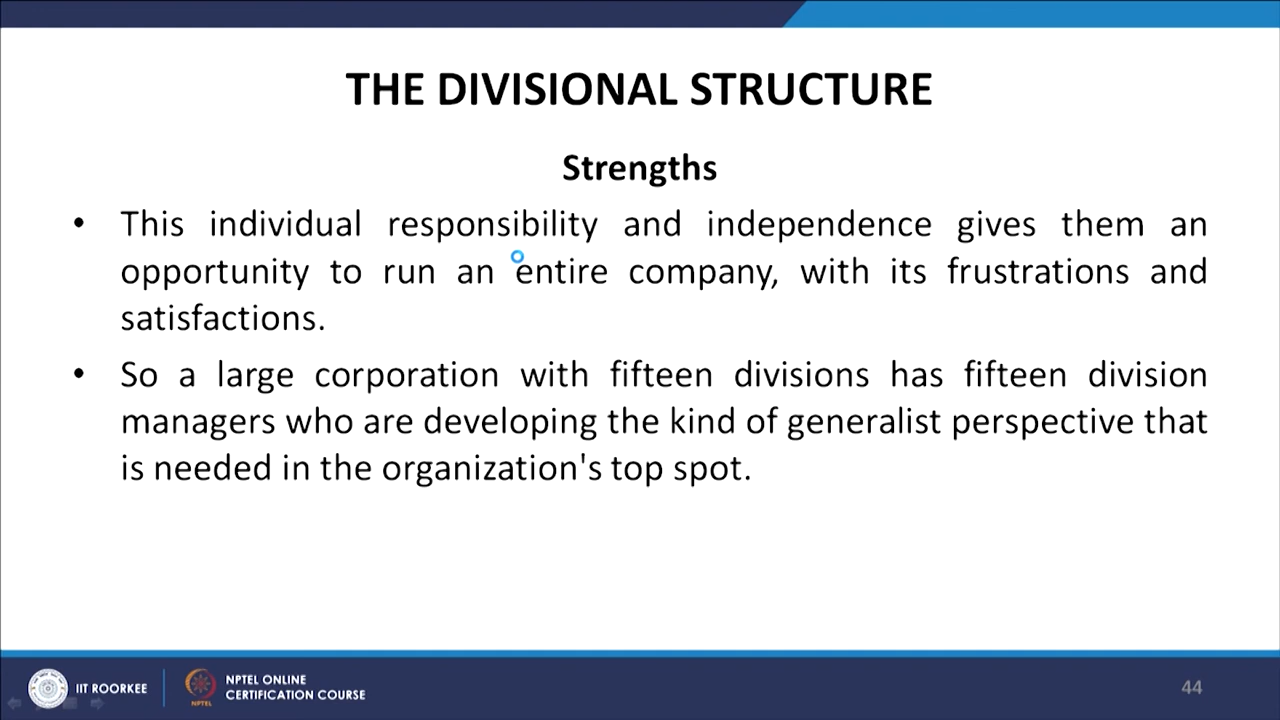 THE DIVISIONAL STRUCTURE
Strengths
• This individual responsibility and independence gives them an
opportunity to run an entire company, with its frustrations and
satisfactions.
• So a large corporation with fifteen divisions has fifteen division
managers who are developing the kind of generalist perspective that
is needed in the organization's top spot.
IIT ROORKEE
NPTEL
NPTEL ONLINE
CERTIFICATION COURSE
44